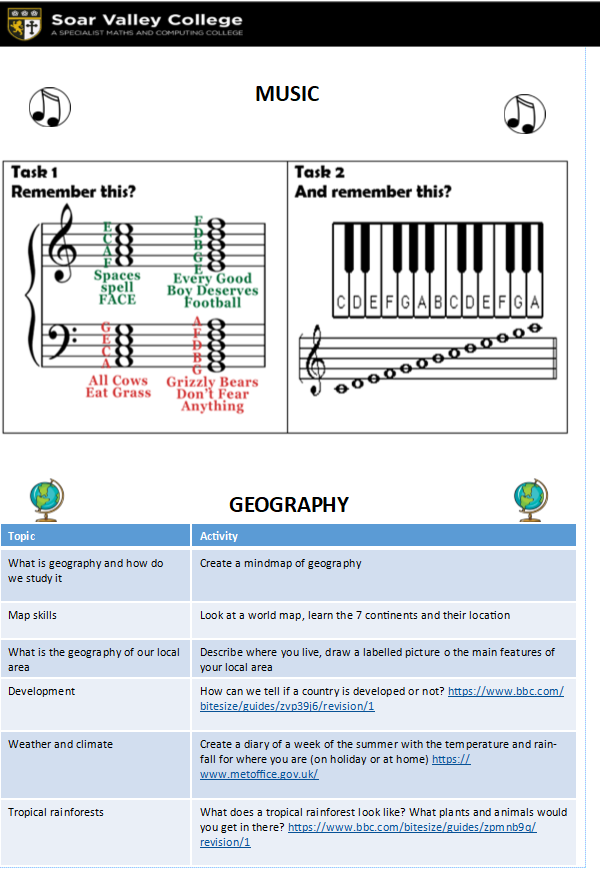 Soar Valley College
A SPECIALIST MATHS AND COMPUTING COLLEGE
MUSIC
Task 1
Remember this?
E
C
A
F
F
D
B
G
E
Spaces
spell
FACE
Every Good
Boy Deserves
Football
G
E
C
A
A
F
D
B
G
All Cows
Eat Grass
Grizzly Bears
Don't Fear
Anything
Task 2
And remember this?
C D E F G A B C D E F G A
GEOGRAPHY
Topic Activity
What is geography and how do
we study it
Create a mindmap of geography
Map skills
Look at a world map, learn the 7 continents and their location
What is the geography of our local
area
Describe where you live, draw a labelled picture o the main features of
your local area
Development
How can we tell if a country is developed or not? https://www.bbc.com/
bitesize/guides/zvp39j6/revision/1
Weather and climate
Create a diary of a week of the summer with the temperature and rain-
fall for where you are (on holiday or at home) https://
www.metoffice.gov.uk/
Tropical rainforests
What does a tropical rainforest look like? What plants and animals would
you get in there? https://www.bbc.com/bitesize/guides/zpmnb9q/
revision/1